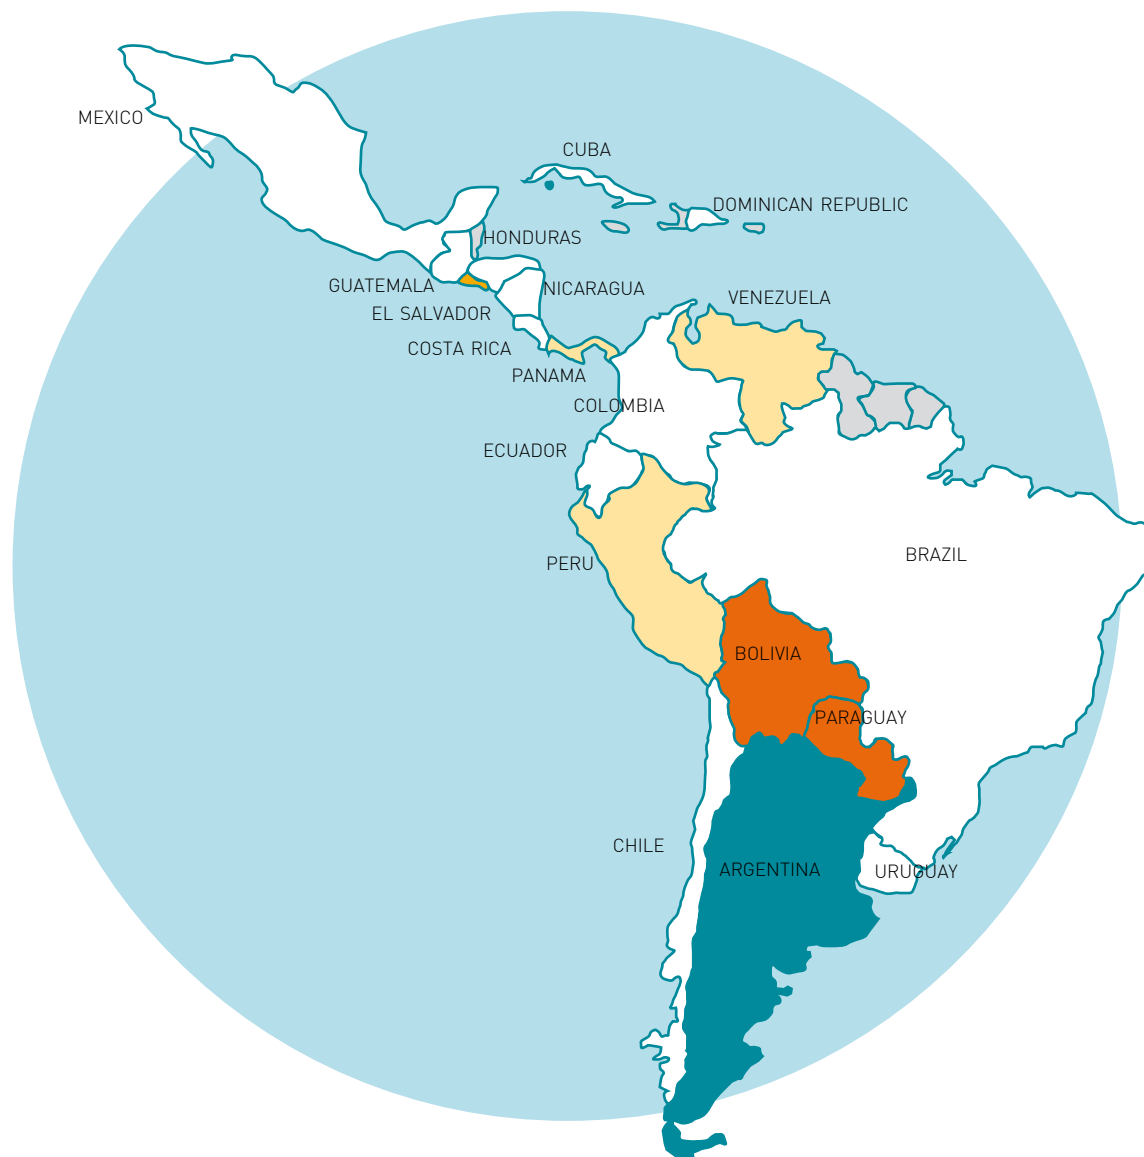 MEXICO
CUBA
DOMINICAN REPUBLIC
HONDURAS
GUATEMALA
NICARAGUA
VENEZUELA
EL SALVADOR
COSTA RICA
PANAMA
COLOMBIA
ECUADOR
BRAZIL
PERU
BOLIVIA
PARAGUAY
CHILE
ARGENTINA
URUGUAY